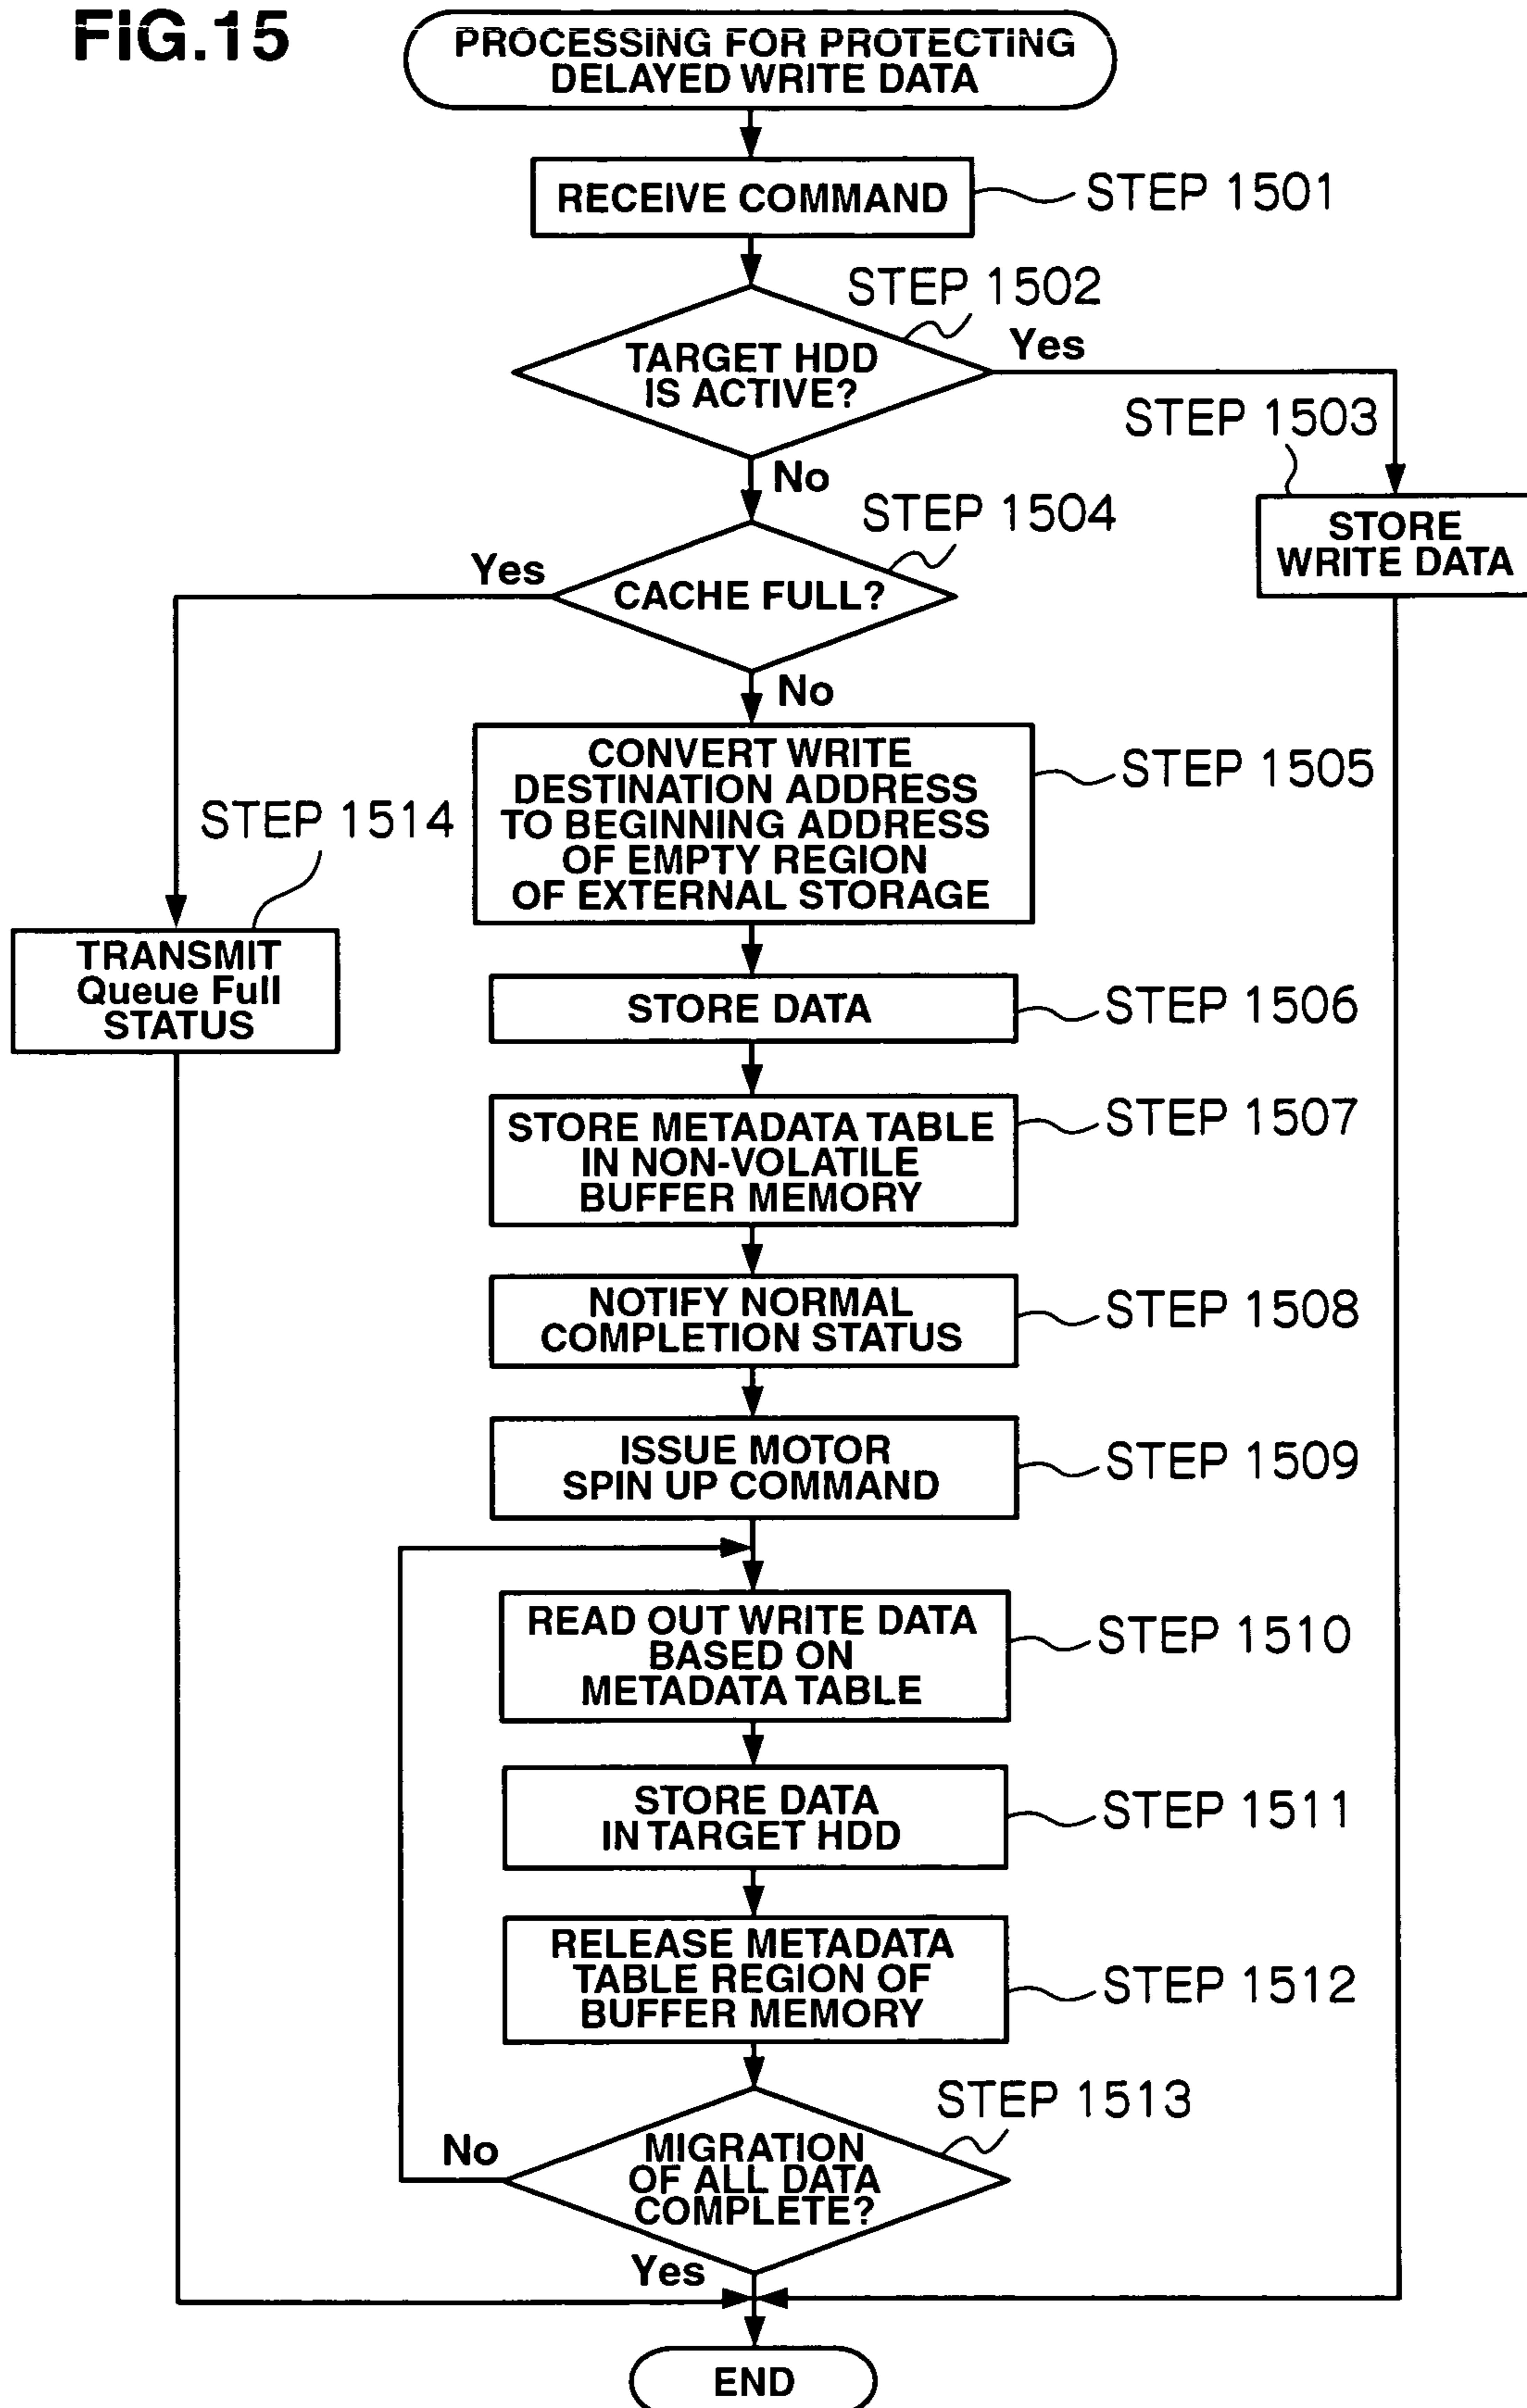 FIG.15
PROCESSING FOR PROTECTING
DELAYED WRITE DATA
RECEIVE COMMAND
STEP 1501
STEP 1502
TARGET HDD
IS ACTIVE?
Yes
No
STEP 1503
STORE
WRITE DATA
STEP 1504
CACHE FULL?
Yes
No
CONVERT WRITE
DESTINATION ADDRESS
TO BEGINNING ADDRESS
OF EMPTY REGION
OF EXTERNAL STORAGE
STEP 1505
STEP 1514
TRANSMIT
Queue Full
STATUS
STORE DATA
STEP 1506
STORE METADATA TABLE
IN NON-VOLATILE
BUFFER MEMORY
STEP 1507
NOTIFY NORMAL
COMPLETION STATUS
STEP 1508
ISSUE MOTOR
SPIN UP COMMAND
STEP 1509
READ OUT WRITE DATA
BASED ON
METADATA TABLE
STEP 1510
STORE DATA
IN TARGET HDD
STEP 1511
RELEASE METADATA
TABLE REGION OF
BUFFER MEMORY
STEP 1512
STEP 1513
MIGRATION
OF ALL DATA
COMPLETE?
No
Yes
END